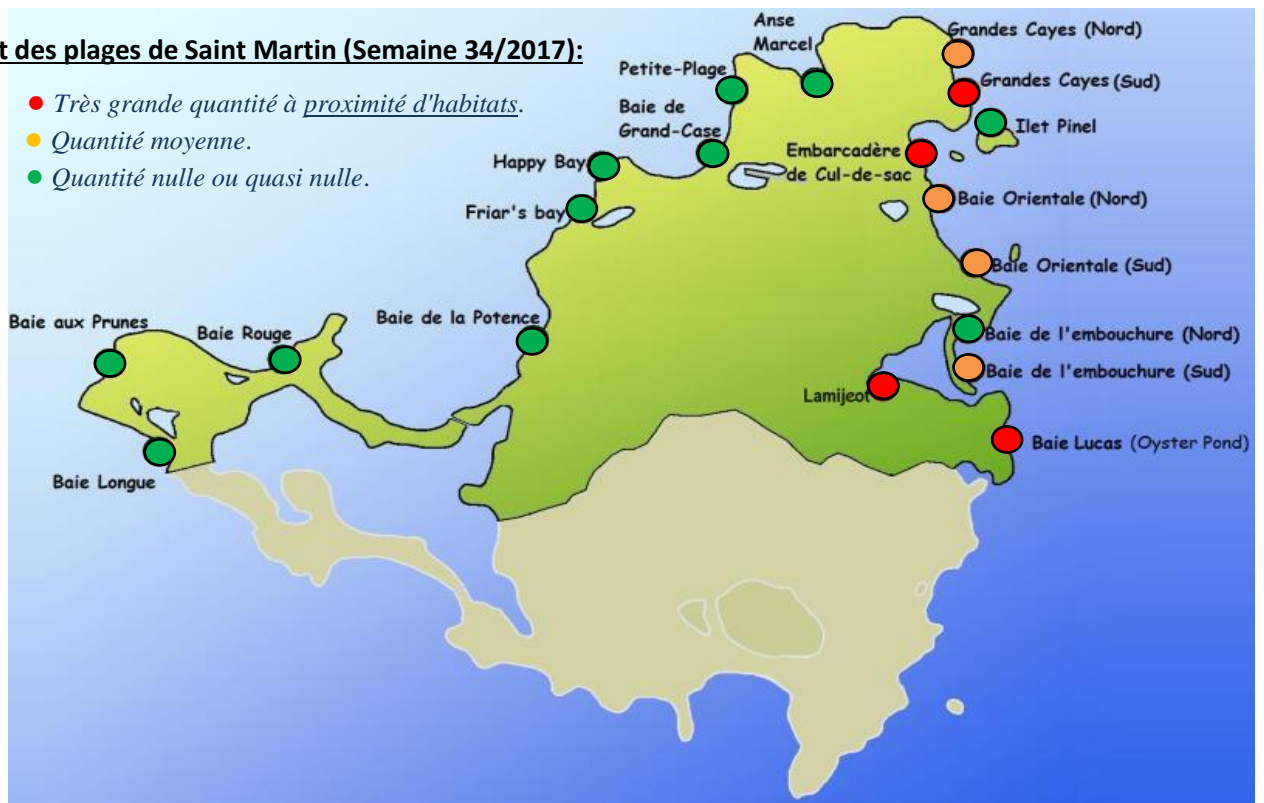 t des plages de Saint Martin (Semaine 34/2017):
Très grande quantité à proximité d'habitats.
Quantité moyenne.
Quantité nulle ou quasi nulle.
Anse
Marcel
Grandes Cayes (Nord)
Petite-Plage
Grandes Cayes (Sud)
Baie de
Grand-Case
Ilet Pinel
Happy Bay
Embarcadère
de Cul-de-sac
Friar's bay
Baie Orientale (Nord)
Baie Orientale (Sud)
Baie aux Prunes
Baie Rouge
Baie de la Potence
Baie de l'embouchure (Nord)
Baie de l'embouchure (Sud)
Lamijeot
Baie Lucas (Oyster Pond)
Baie Longue